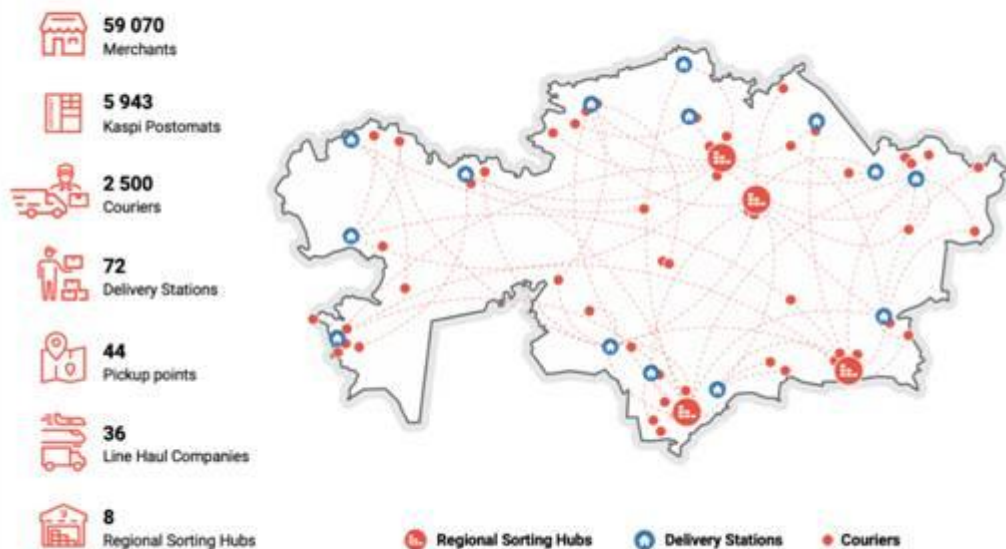 59 070
Merchants
5 943
Kaspi Postomats
2 500
Couriers
72
Delivery Stations
44
Pickup points
36
Line Haul Companies
8
Regional Sorting Hubs
Regional Sorting Hubs
Delivery Stations
Couriers